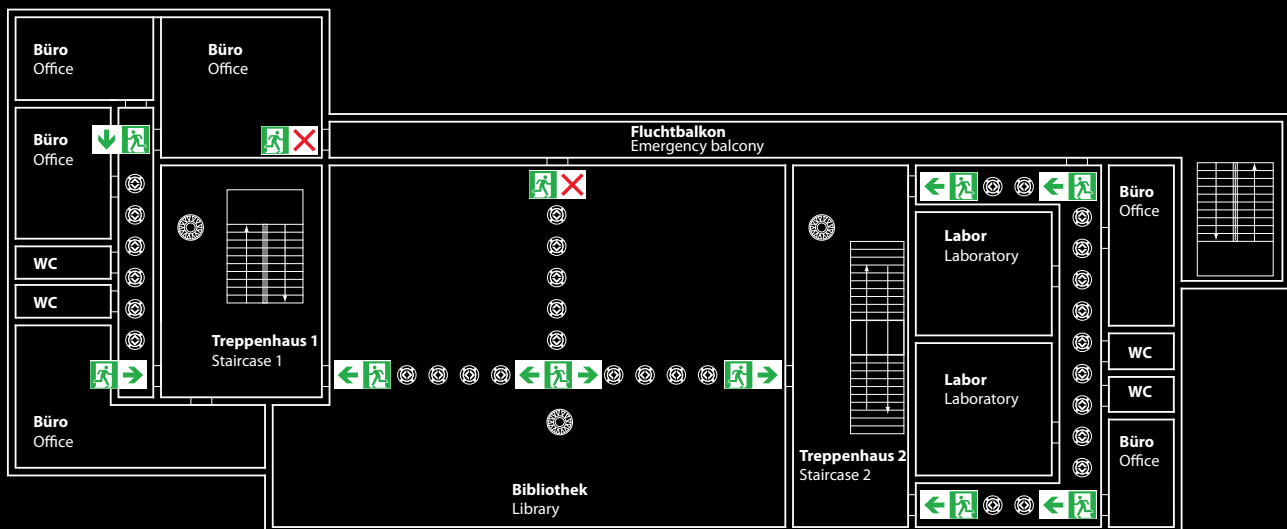 Büro
Office
Büro
Office
Büro
Office
Fluchtbalkon
Emergency balcony
Büro
Office
Labor
Laboratory
WC
WC
Treppenhaus 1
Staircase 1
WC
Labor
Laboratory
WC
Büro
Office
Treppenhaus 2
Staircase 2
Büro
Office
Bibliothek
Library